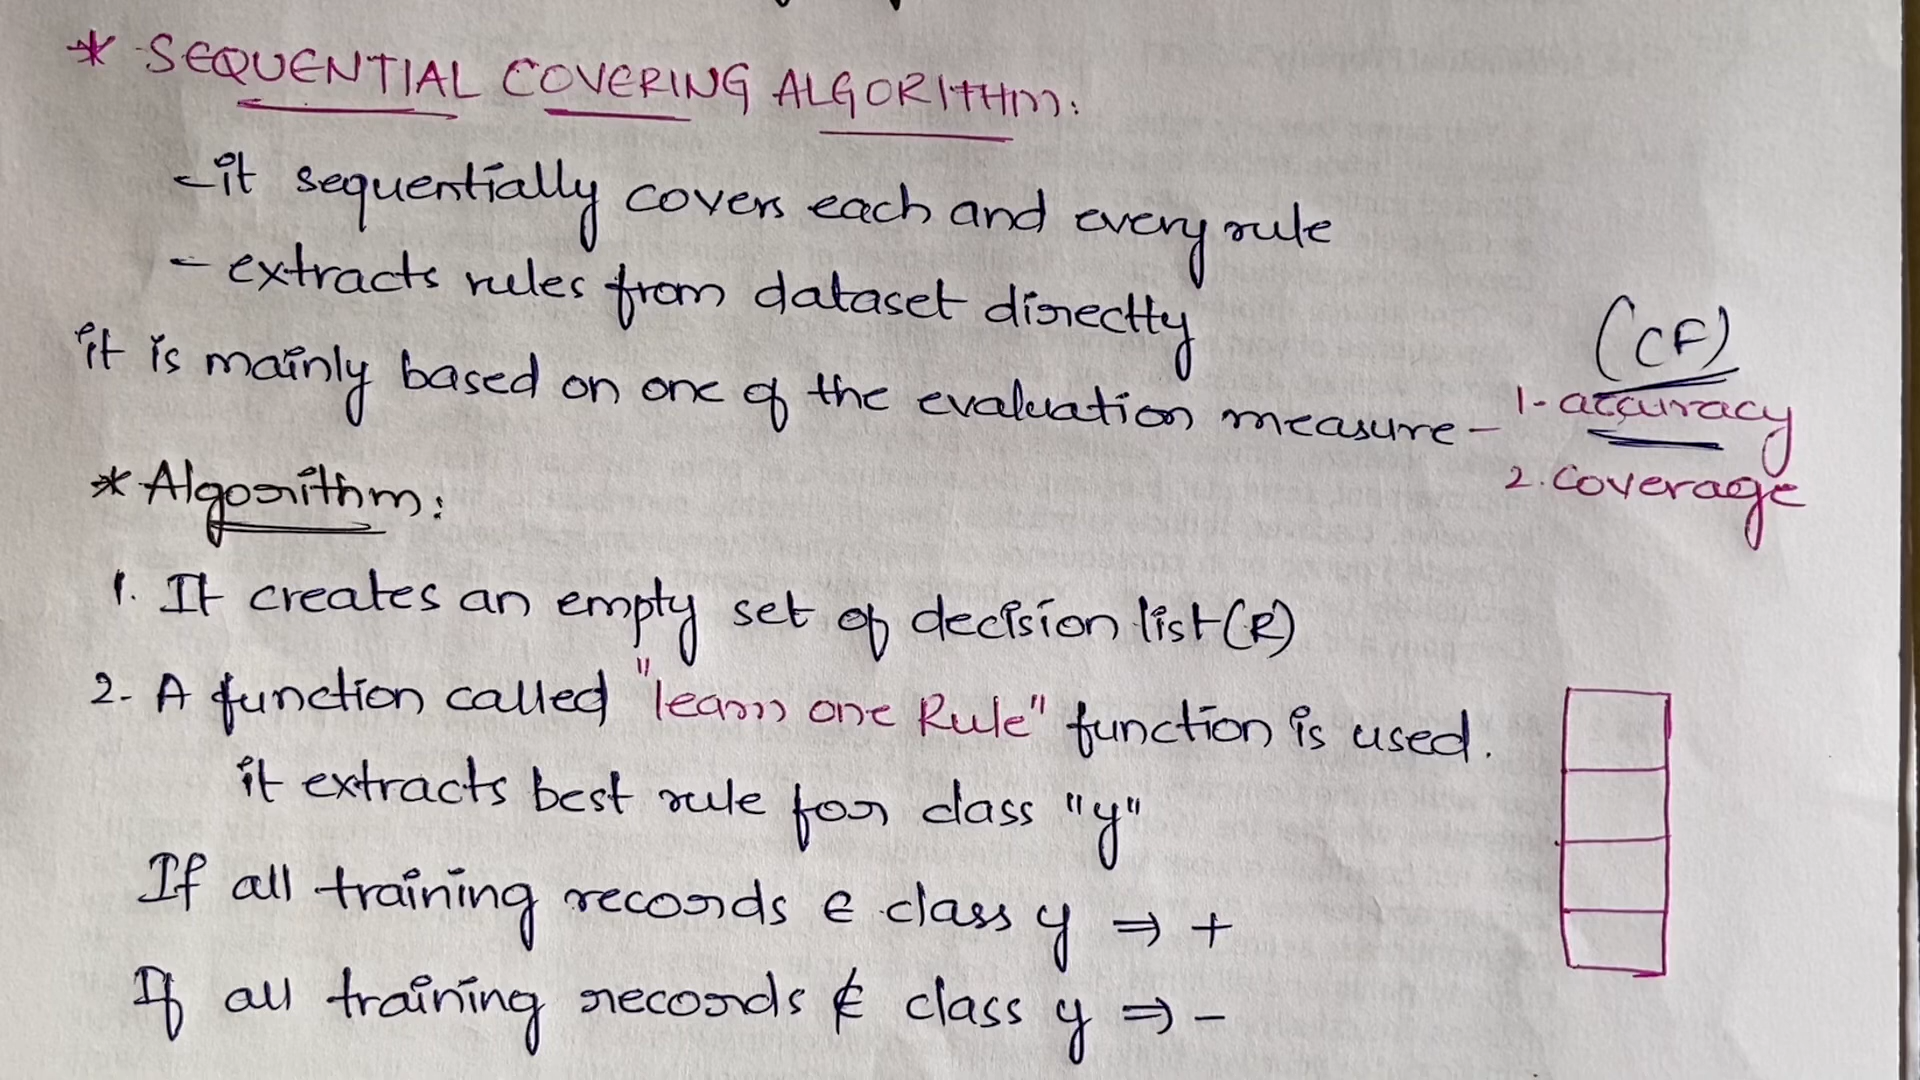 * SEQUENTIAL COVERING ALGORITHM:
- it sequentially covers each and every rule
- extracts rules from dataset directly
it is mainly based on one of the evaluation measure -
(CF)
1- accuracy
2. Coverage
* Algorithm:
1. It creates an empty set of decision list (R)
2- A function called "learn one Rule" function is used.
it extracts best rule for class "y"
If all training records ∈ class y ⇒ +
If all training records ∉ class y ⇒ -